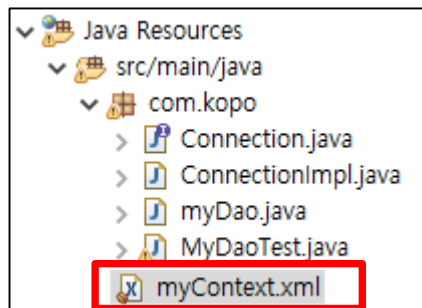 Java Resources
src/main/java
com.kopo
Connection.java
ConnectionImpl.java
myDao.java
MyDaoTest.java
myContext.xml